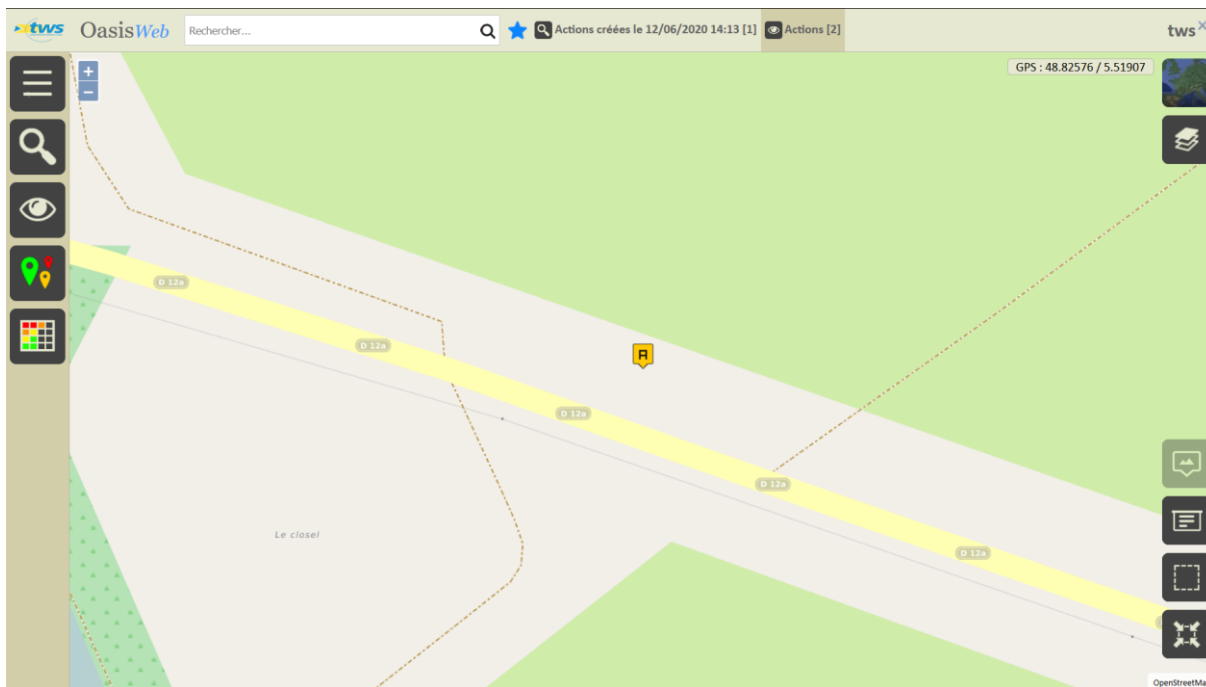 tws OasisWeb Rechercher... Actions créées le 12/06/2020 14:13 [1] Actions [2] tws
+
GPS : 48.82576 / 5.51907
−
D 12a
D 12a
A
D 12a
D 12a
Le closel
D 12a
OpenStreetMa